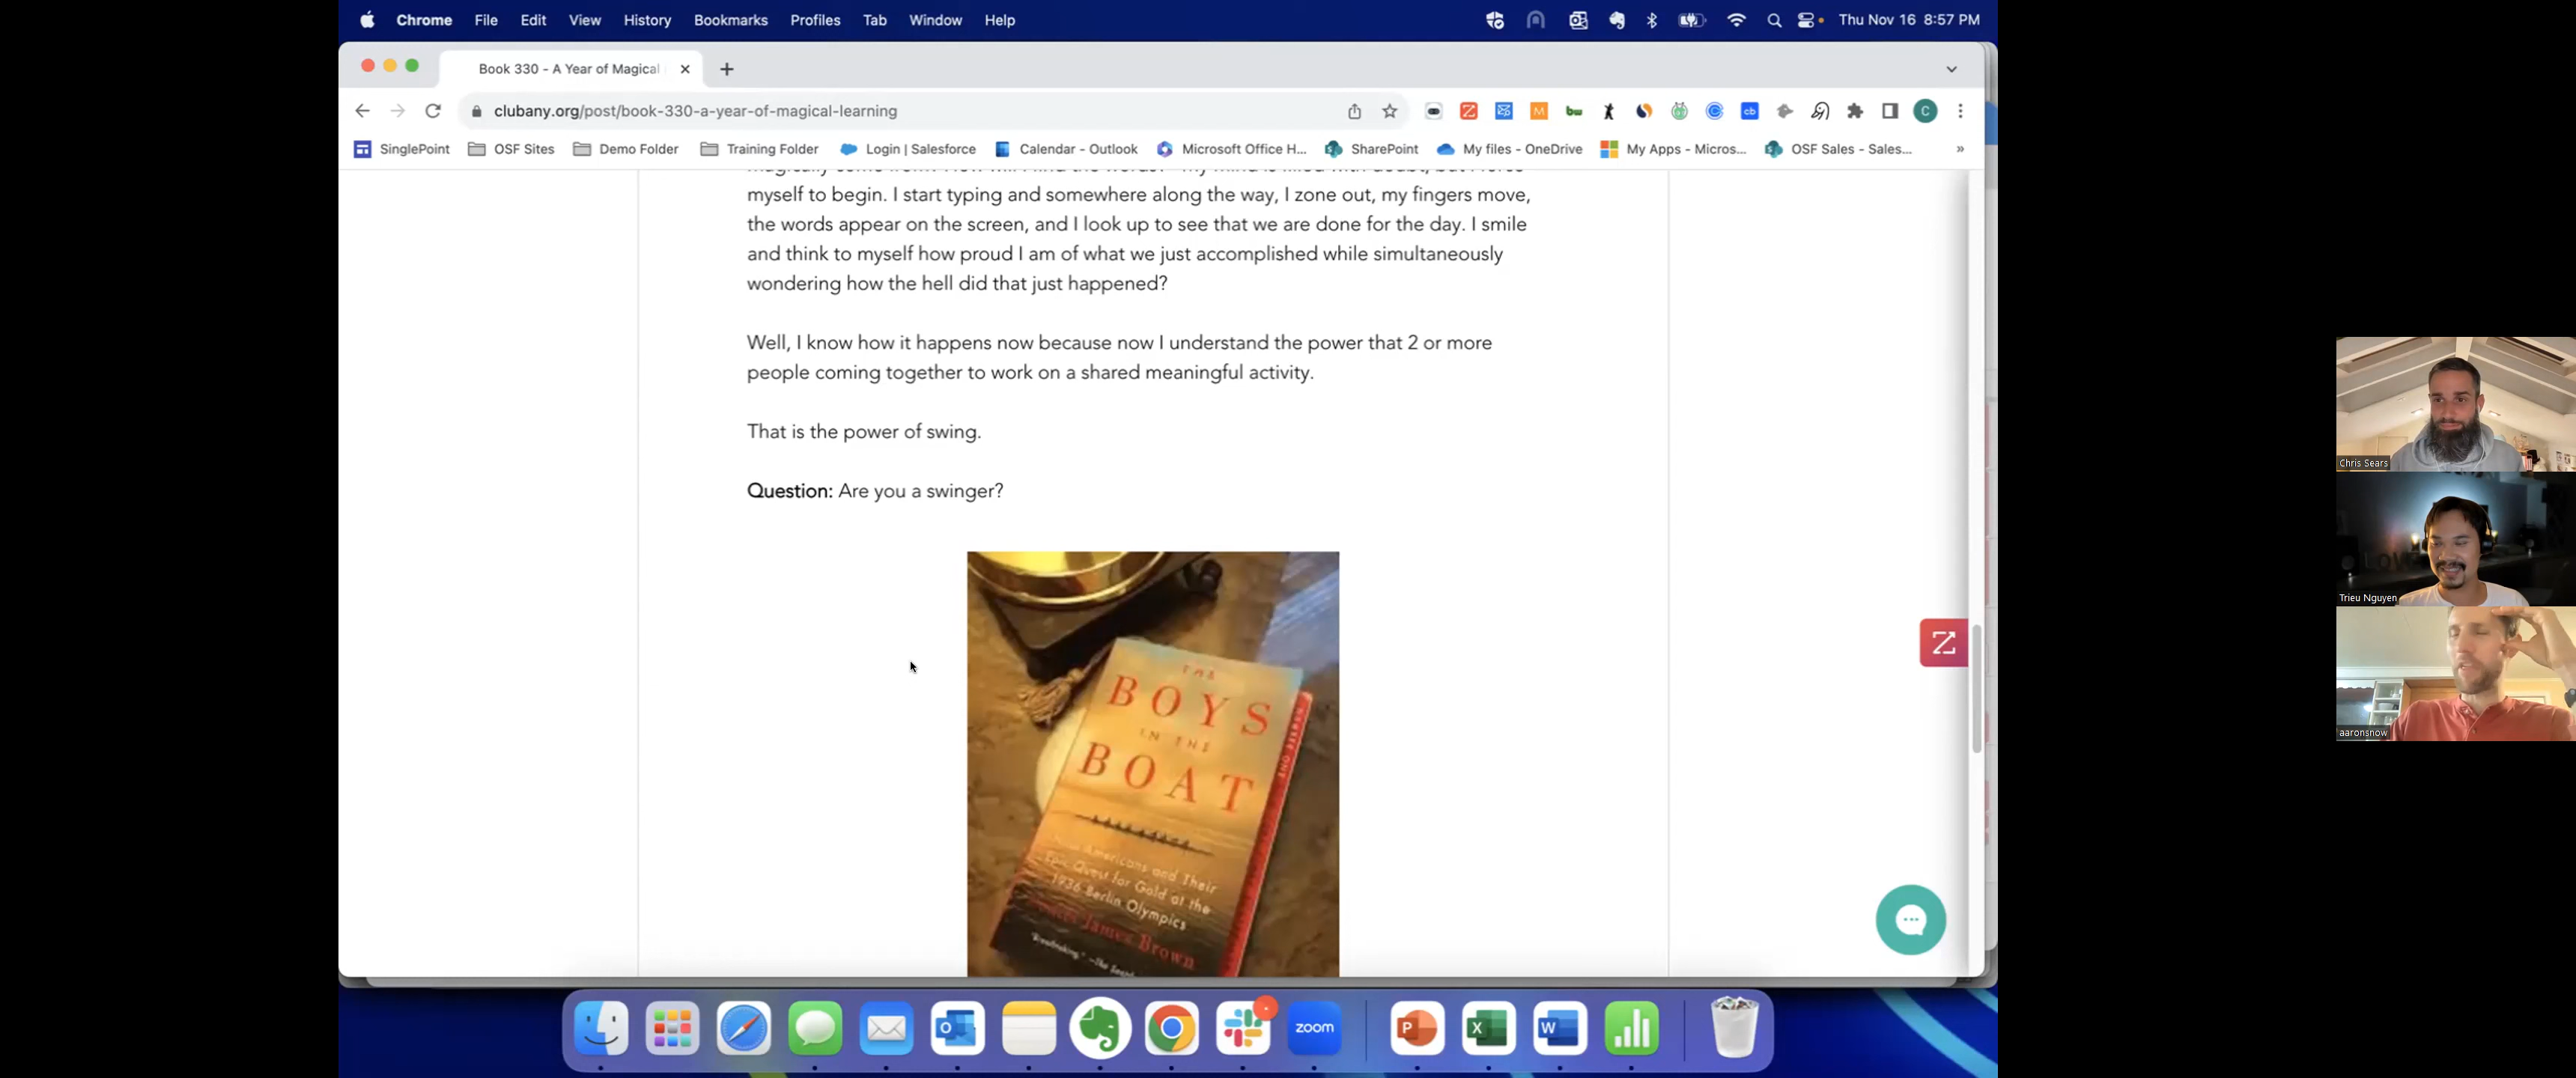 Chrome File Edit View History Bookmarks Profiles Tab Window Help
Thu Nov 16 8:57 PM
Book 330 - A Year of Magical
clubany.org/post/book-330-a-year-of-magical-learning
M bw cb C
SinglePoint OSF Sites Demo Folder Training Folder Login | Salesforce Calendar - Outlook Microsoft Office H... SharePoint My files - OneDrive My Apps - Micros... OSF Sales - Sales... »
myself to begin. I start typing and somewhere along the way, I zone out, my fingers move,
the words appear on the screen, and I look up to see that we are done for the day. I smile
and think to myself how proud I am of what we just accomplished while simultaneously
wondering how the hell did that just happened?
Well, I know how it happens now because now I understand the power that 2 or more
people coming together to work on a shared meaningful activity.
That is the power of swing.
Question: Are you a swinger?
THE
BOYS
IN THE
BOAT
Americans and Their
Epic Quest for Gold at the
1936 Berlin Olympics
James Brown
Chris Sears
Trieu Nguyen
aaronsnow
zoom
P
X
W